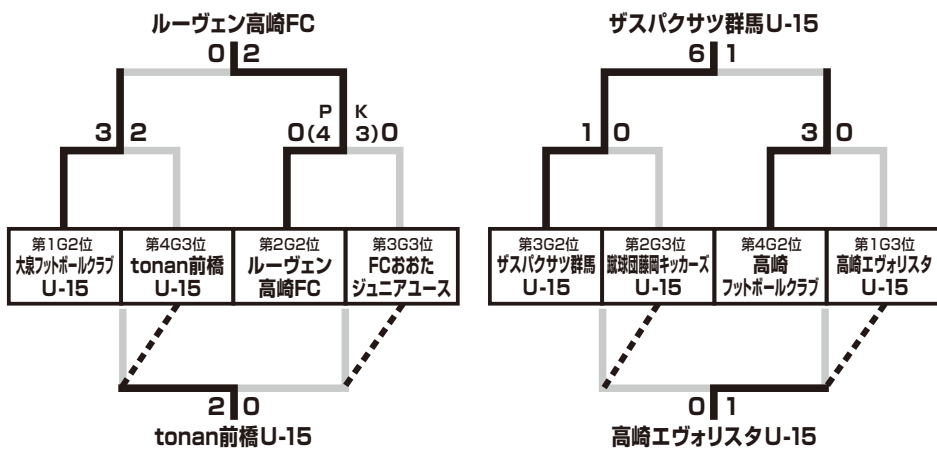 ルーヴェン高崎FC
0 2
3 2
P K
0(4 3)0
第1G2位
大泉フットボールクラブ
U-15
第4G3位
tonan前橋
U-15
第2G2位
ルーヴェン
高崎FC
第3G3位
FCおおた
ジュニアユース
2 0
tonan前橋U-15
ザスパクサツ群馬U-15
6 1
1 0
3 0
第3G2位
ザスパクサツ群馬
U-15
第2G3位
蹴球団藤岡キッカーズ
U-15
第4G2位
高崎
フットボールクラブ
第1G3位
高崎エヴォリスタ
U-15
0 1
高崎エヴォリスタU-15